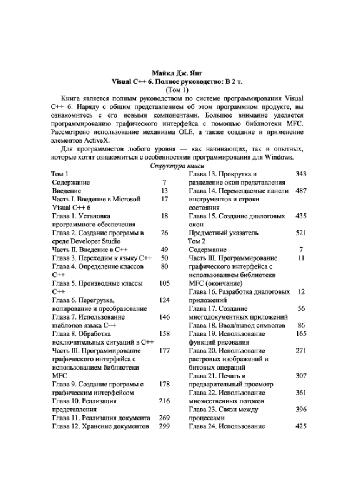 Майкл Дж. Янг
Visual C++ 6. Полное руководство: В 2 т.
(Том 1)
Книга является полным руководством по системе программирования Visual
C++ 6. Наряду с общим представлением об этом программном продукте, вы
ознакомитесь с его новыми компонентами. Большое внимание уделяется
программированию графического интерфейса с помощью библиотеки MFC.
Рассмотрено использование механизма OLE, а также создание и применение
элементов ActiveX.
Для программистов любого уровня — как начинающих, так и опытных,
которые хотят ознакомиться с особенностями программирования для Windows.
Структура книги
Том 1
Содержание 7
Введение 13
Часть I. Введение в Microsoft 17
Visual C++ 6
Глава 1. Установка 18
программного обеспечения
Глава 2. Создание программ в 26
среде Developer Studio
Часть II. Введение в C++ 49
Глава 3. Переходим к языку C++ 50
Глава 4. Определение классов 80
C++
Глава 5. Производные классы 105
C++
Глава 6. Перегрузка, 124
копирование и преобразование
Глава 7. Использование 146
шаблонов языка C++
Глава 8. Обработка 158
исключительных ситуаций в C++
Часть III. Программирование 177
графического интерфейса с
использованием библиотеки
MFC
Глава 9. Создание программ с 178
графическим интерфейсом
Глава 10. Реализация 216
представления
Глава 11. Реализация документа 269
Глава 12. Хранение документов 299
Глава 13. Прокрутка и 343
разделение окон представления
Глава 14. Перемещаемые панели 487
инструментов и строки
состояния
Глава 15. Создание диалоговых 435
окон
Предметный указатель 521
Том 2
Содержание 7
Часть III. Программирование 11
графического интерфейса с
использованием библиотеки
MFC (окончание)
Глава 16. Разработка диалоговых 12
приложений
Глава 17. Создание 56
многодокументных приложений
Глава 18. Ввод/вывод символов 86
Глава 19. Использование 165
функций рисования
Глава 20. Использование 271
растровых изображений и
битовых операций
Глава 21. Печать и 307
предварительный просмотр
Глава 22. Использование 361
множественных потоков
Глава 23. Связи между 396
процессами
Глава 24. Использование 425